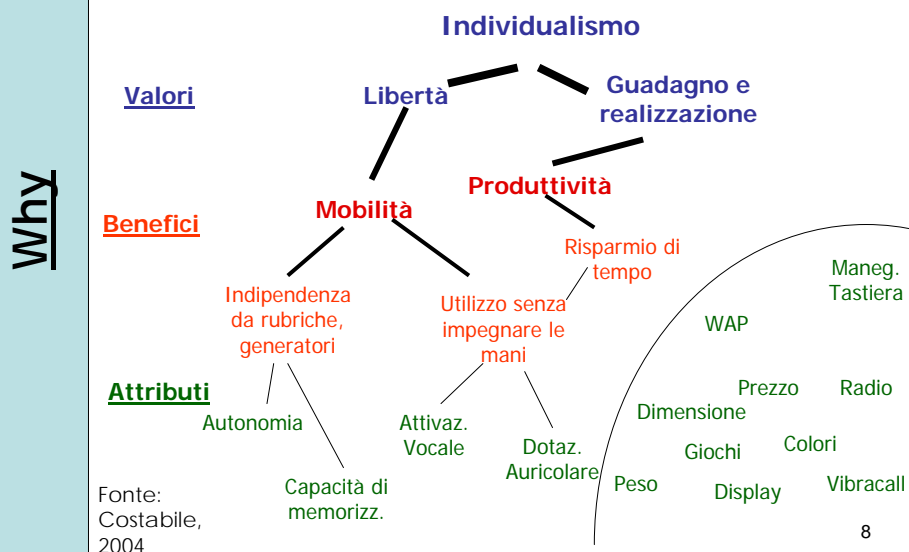 Why
Individualismo
Valori
Libertà
Guadagno e
realizzazione
Benefici
Mobilità
Produttività
Risparmio di
tempo
Indipendenza
da rubriche,
generatori
Utilizzo senza
impegnare le
mani
Attributi
Autonomia
Capacità di
memorizz.
Attivaz.
Vocale
Dotaz.
Auricolare
Maneg.
Tastiera
WAP
Prezzo
Radio
Dimensione
Giochi
Colori
Peso
Display
Vibracall
Fonte:
Costabile,
2004
8